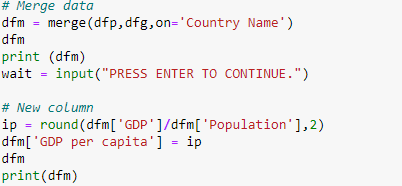 # Merge data
dfm = merge(dfp,dfg,on='Country Name')
dfm
print (dfm)
wait = input("PRESS ENTER TO CONTINUE.")
# New column
ip = round(dfm['GDP']/dfm['Population'],2)
dfm['GDP per capita'] = ip
dfm
print(dfm)